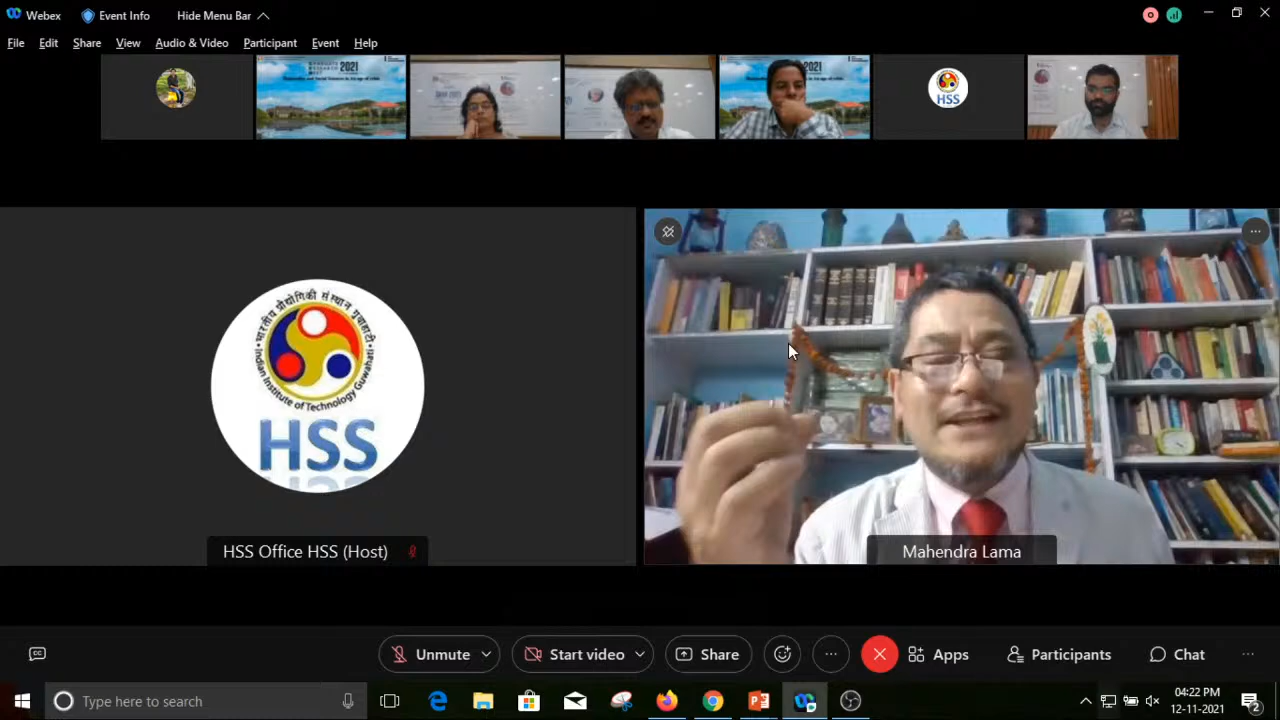 Webex
Event Info
Hide Menu Bar
File Edit Share View Audio & Video Participant Event Help
2021
2021
HSS
भारतीय प्रौद्योगिकी संस्थान गुवाहाटी
Indian Institute of Technology Guwahati
HSS
HSS Office HSS (Host)
Mahendra Lama
CC
Unmute
Start video
Share
Apps
Participants
Chat
Type here to search
04:22 PM
12-11-2021
2